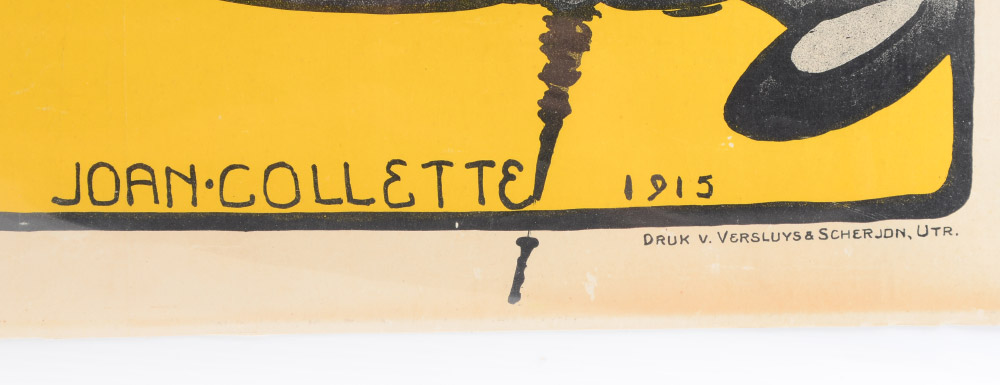 JOAN·COLLETTE 1915
DRUK V. VERSLUYS & SCHERJON, UTR.